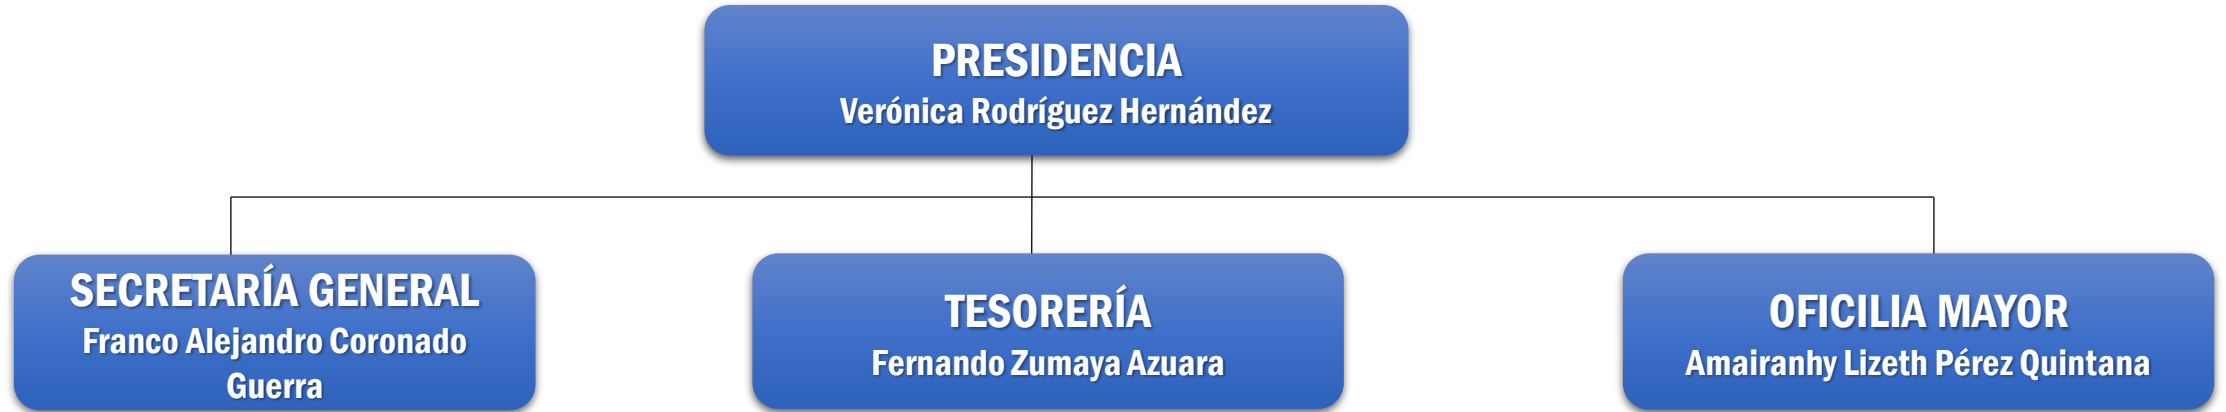 PRESIDENCIA
Verónica Rodríguez Hernández
SECRETARÍA GENERAL
Franco Alejandro Coronado
Guerra
TESORERÍA
Fernando Zumaya Azuara
OFICILIA MAYOR
Amairanhy Lizeth Pérez Quintana